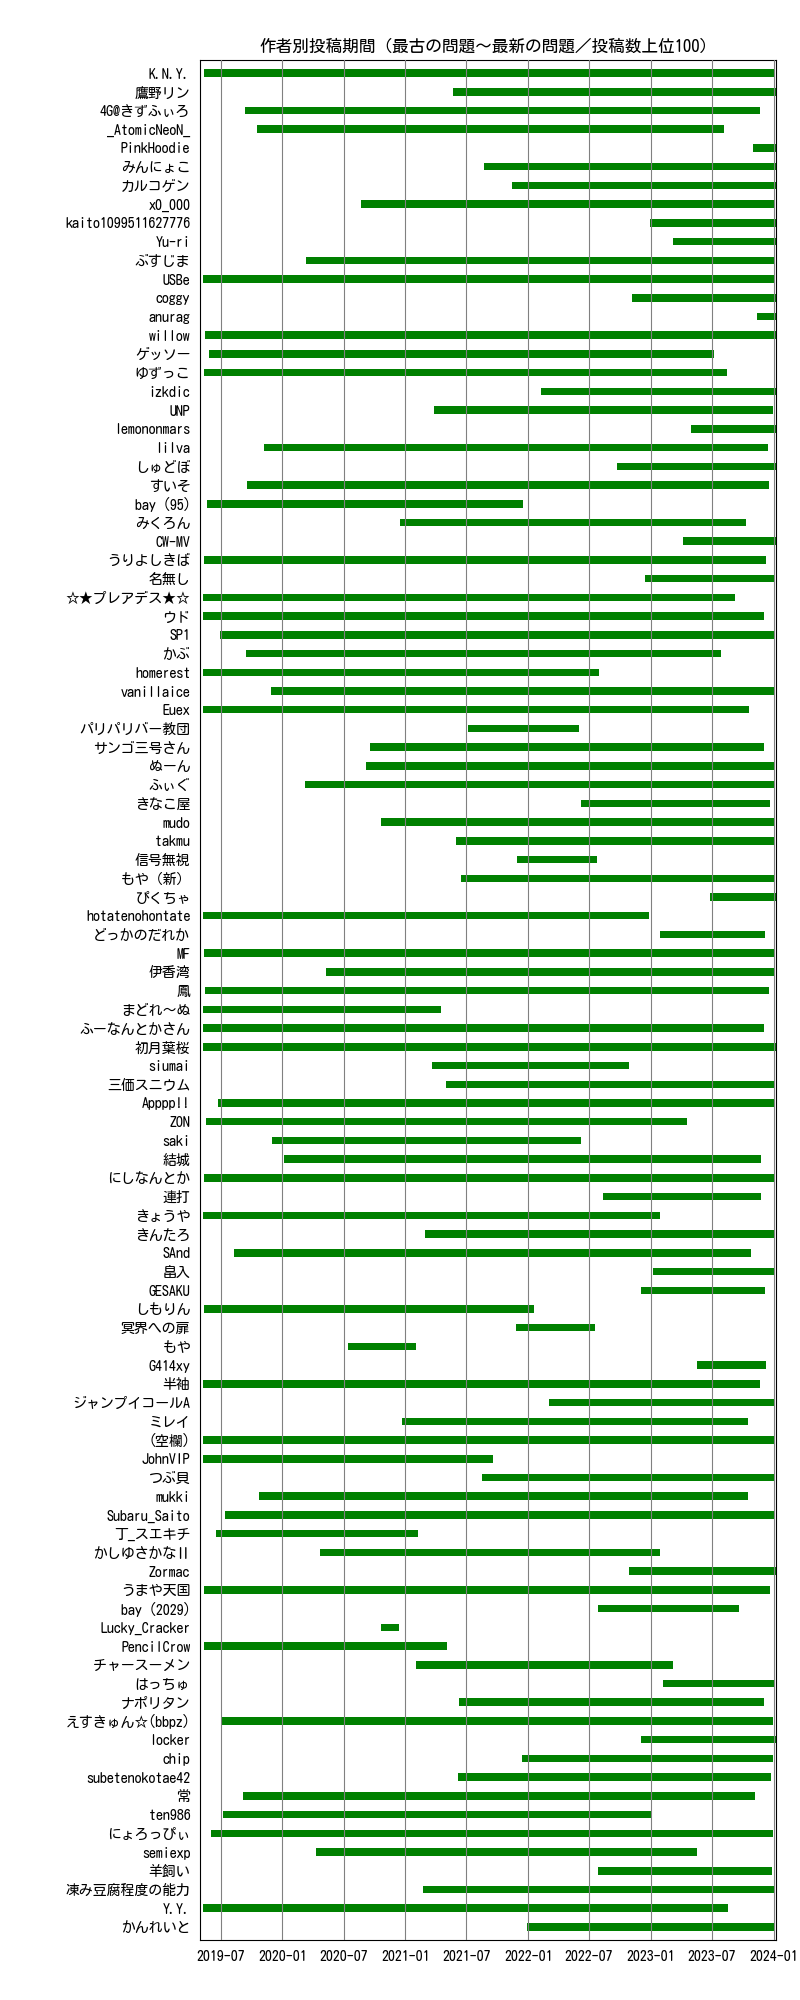 作者別投稿期間（最古の問題～最新の問題／投稿数上位100）
K.N.Y.
鷹野リン
4G@きずふぃろ
_AtomicNeoN_
PinkHoodie
みんにょこ
カルコゲン
x0_000
kaito1099511627776
Yu-ri
ぶすじま
USBe
coggy
anurag
willow
ゲッソー
ゆずっこ
izkdic
UNP
lemononmars
lilva
しゅどぼ
すいそ
bay (95)
みくろん
CW-MV
うりよしきば
名無し
☆★プレアデス★☆
ウド
SP1
かぶ
homerest
vanillaice
Euex
パリパリバー教団
サンゴ三号さん
ぬーん
ふぃぐ
きなこ屋
mudo
takmu
信号無視
もや（新）
ぴくちゃ
hotatenohontate
どっかのだれか
MF
伊香湾
鳳
まどれ～ぬ
ふーなんとかさん
初月葉桜
siumai
三価スニウム
Appppll
ZON
saki
結城
にしなんとか
連打
きょうや
きんたろ
SAnd
畠入
GESAKU
しもりん
冥界への扉
もや
G414xy
半袖
ジャンプイコールA
ミレイ
(空欄)
JohnVIP
つぶ貝
mukki
Subaru_Saito
丁_スエキチ
かしゆさかなII
Zormac
うまや天国
bay (2029)
Lucky_Cracker
PencilCrow
チャースーメン
はっちゅ
ナポリタン
えすきゅん☆(bbpz)
locker
chip
subetenokotae42
常
ten986
にょろっぴぃ
semiexp
羊飼い
凍み豆腐程度の能力
Y.Y.
かんれいと
2019-07 2020-01 2020-07 2021-01 2021-07 2022-01 2022-07 2023-01 2023-07 2024-01